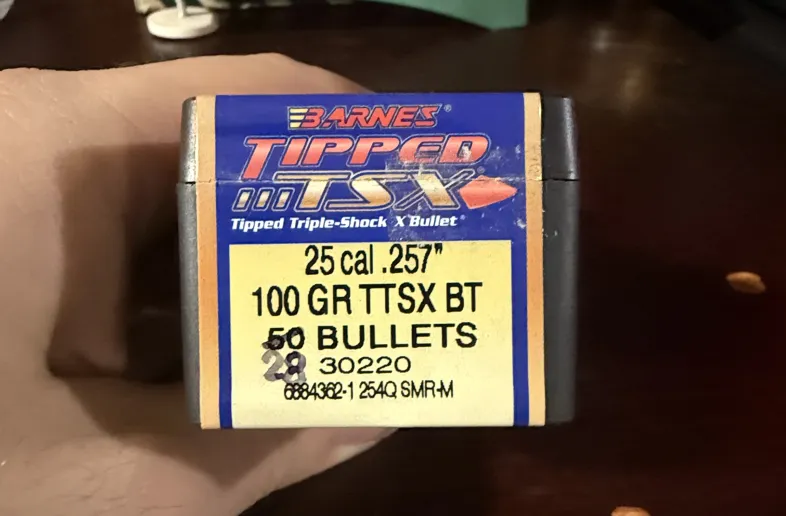 BARNES®
TIPPED
TSX
Tipped Triple-Shock X Bullet®
25 cal .257"
100 GR TTSX BT
50 BULLETS
28 30220
6884362-1 254Q SMR-M